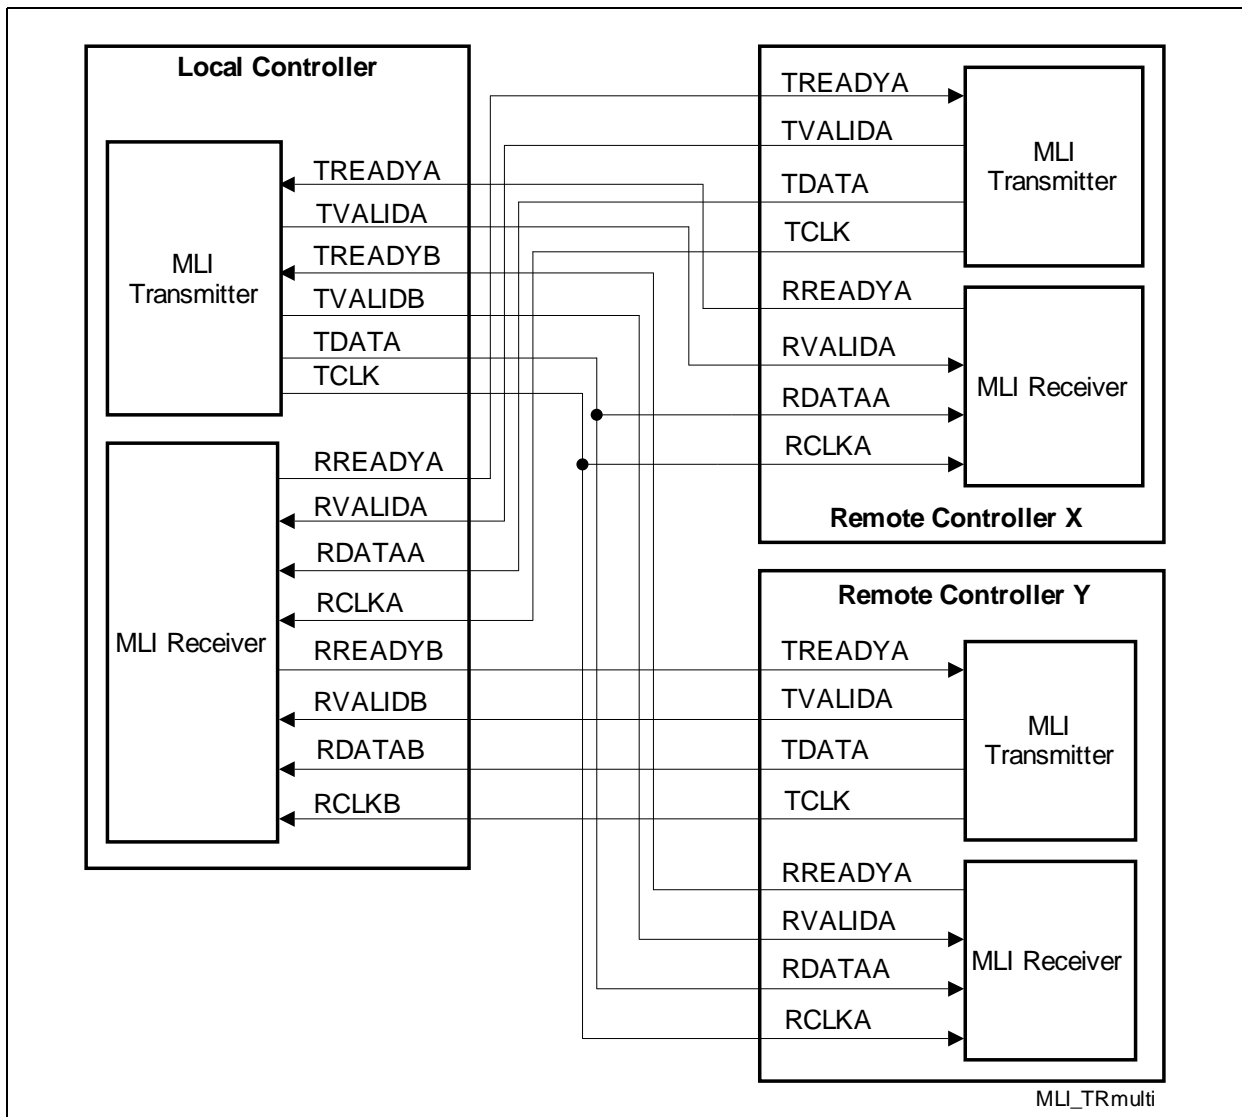 Local Controller
MLI
Transmitter
TREADYA
TVALIDA
TREADYB
TVALIDB
TDATA
TCLK
MLI Receiver
RREADYA
RVALIDA
RDATAA
RCLKA
RREADYB
RVALIDB
RDATAB
RCLKB
TREADYA
TVALIDA
TDATA
TCLK
MLI
Transmitter
RREADYA
RVALIDA
RDATAA
RCLKA
MLI Receiver
Remote Controller X
Remote Controller Y
TREADYA
TVALIDA
TDATA
TCLK
MLI
Transmitter
RREADYA
RVALIDA
RDATAA
RCLKA
MLI Receiver
MLI_TRmulti